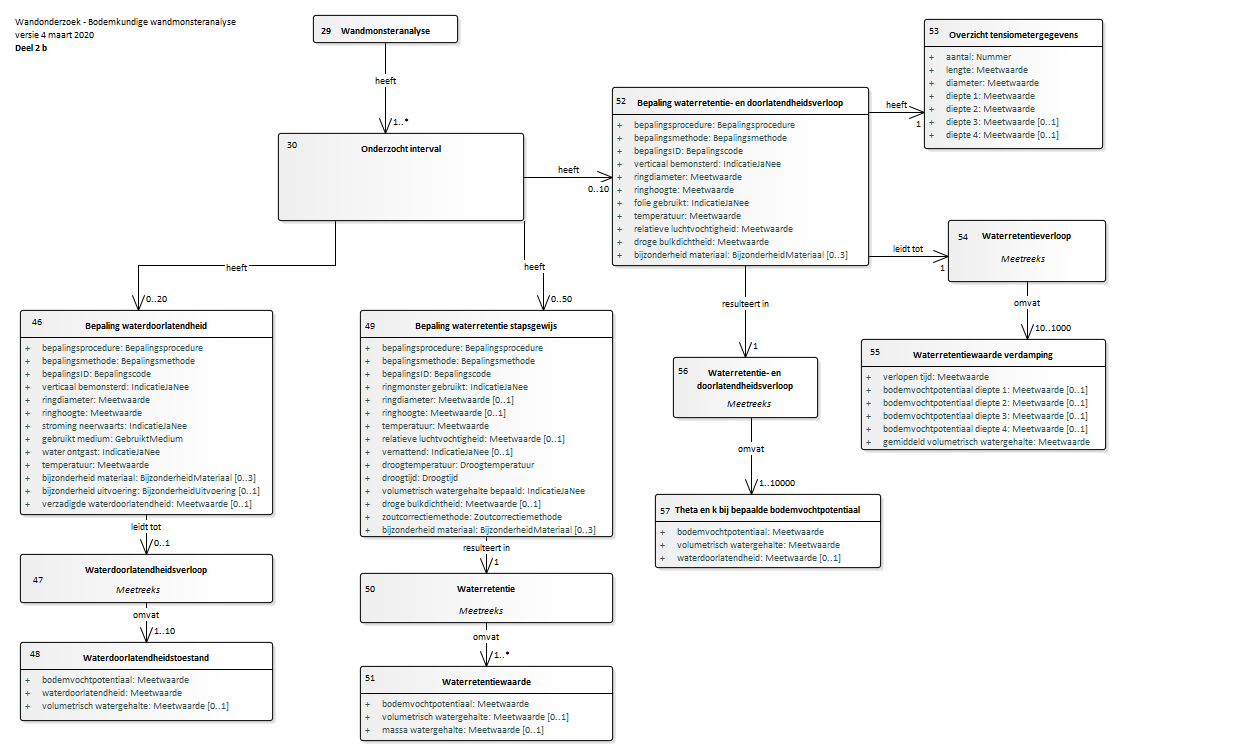 Wandonderzoek - Bodemkundige wandmonsteranalyse
versie 4 maart 2020
Deel 2 b
29 Wandmonsteranalyse
heeft
1..*
30 Onderzocht interval
heeft
0..10
heeft
0..20
heeft
0..50
52 Bepaling waterretentie- en doorlatendheidsverloop
+ bepalingsprocedure: Bepalingsprocedure
+ bepalingsmethode: Bepalingsmethode
+ bepalingsID: Bepalingscode
+ verticaal bemonsterd: IndicatieJaNee
+ ringdiameter: Meetwaarde
+ ringhoogte: Meetwaarde
+ folie gebruikt: IndicatieJaNee
+ temperatuur: Meetwaarde
+ relatieve luchtvochtigheid: Meetwaarde
+ droge bulkdichtheid: Meetwaarde
+ bijzonderheid materiaal: BijzonderheidMateriaal [0..3]
heeft
1
53 Overzicht tensiometergegevens
+ aantal: Nummer
+ lengte: Meetwaarde
+ diameter: Meetwaarde
+ diepte 1: Meetwaarde
+ diepte 2: Meetwaarde
+ diepte 3: Meetwaarde [0..1]
+ diepte 4: Meetwaarde [0..1]
leidt tot
1
54 Waterretentieverloop
Meetreeks
omvat
10..1000
55 Waterretentiewaarde verdamping
+ verlopen tijd: Meetwaarde
+ bodemvochtpotentiaal diepte 1: Meetwaarde [0..1]
+ bodemvochtpotentiaal diepte 2: Meetwaarde [0..1]
+ bodemvochtpotentiaal diepte 3: Meetwaarde [0..1]
+ bodemvochtpotentiaal diepte 4: Meetwaarde [0..1]
+ gemiddeld volumetrisch watergehalte: Meetwaarde
resulteert in
1
56 Waterretentie- en
doorlatendheidsverloop
Meetreeks
omvat
1..10000
57 Theta en k bij bepaalde bodemvochtpotentiaal
+ bodemvochtpotentiaal: Meetwaarde
+ volumetrisch watergehalte: Meetwaarde
+ waterdoorlatendheid: Meetwaarde [0..1]
46 Bepaling waterdoorlatendheid
+ bepalingsprocedure: Bepalingsprocedure
+ bepalingsmethode: Bepalingsmethode
+ bepalingsID: Bepalingscode
+ verticaal bemonsterd: IndicatieJaNee
+ ringdiameter: Meetwaarde
+ ringhoogte: Meetwaarde
+ stroming neerwaarts: IndicatieJaNee
+ gebruikt medium: GebruiktMedium
+ water ontgast: IndicatieJaNee
+ temperatuur: Meetwaarde
+ bijzonderheid materiaal: BijzonderheidMateriaal [0..3]
+ bijzonderheid uitvoering: BijzonderheidUitvoering [0..1]
+ verzadigde waterdoorlatendheid: Meetwaarde [0..1]
leidt tot
0..1
47 Waterdoorlatendheidsverloop
Meetreeks
omvat
1..10
48 Waterdoorlatendheidstoestand
+ bodemvochtpotentiaal: Meetwaarde
+ waterdoorlatendheid: Meetwaarde
+ volumetrisch watergehalte: Meetwaarde [0..1]
49 Bepaling waterretentie stapsgewijs
+ bepalingsprocedure: Bepalingsprocedure
+ bepalingsmethode: Bepalingsmethode
+ bepalingsID: Bepalingscode
+ ringmonster gebruikt: IndicatieJaNee
+ ringdiameter: Meetwaarde [0..1]
+ ringhoogte: Meetwaarde [0..1]
+ temperatuur: Meetwaarde
+ relatieve luchtvochtigheid: Meetwaarde [0..1]
+ vernattend: IndicatieJaNee [0..1]
+ droogtemperatuur: Droogtemperatuur
+ droogtijd: Droogtijd
+ volumetrisch watergehalte bepaald: IndicatieJaNee
+ droge bulkdichtheid: Meetwaarde [0..1]
+ zoutcorrectiemethode: Zoutcorrectiemethode
+ bijzonderheid materiaal: BijzonderheidMateriaal [0..3]
resulteert in
1
50 Waterretentie
Meetreeks
omvat
1..*
51 Waterretentiewaarde
+ bodemvochtpotentiaal: Meetwaarde
+ volumetrisch watergehalte: Meetwaarde [0..1]
+ massa watergehalte: Meetwaarde [0..1]